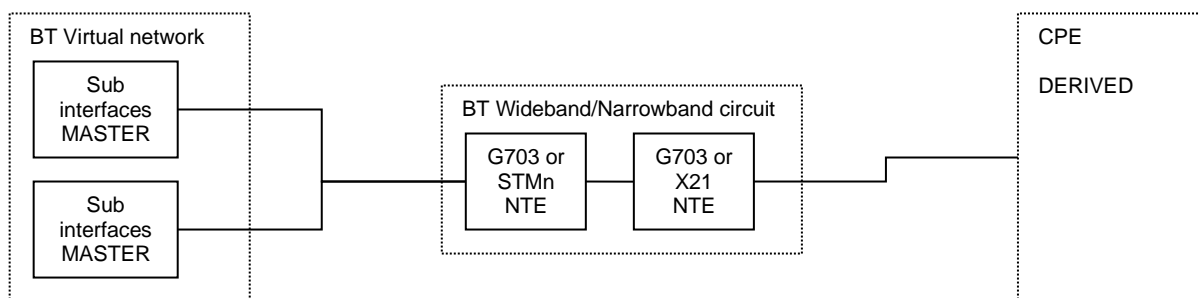 BT Virtual network
Sub
interfaces
MASTER
Sub
interfaces
MASTER
BT Wideband/Narrowband circuit
G703 or
STMn
NTE
G703 or
X21
NTE
CPE
DERIVED